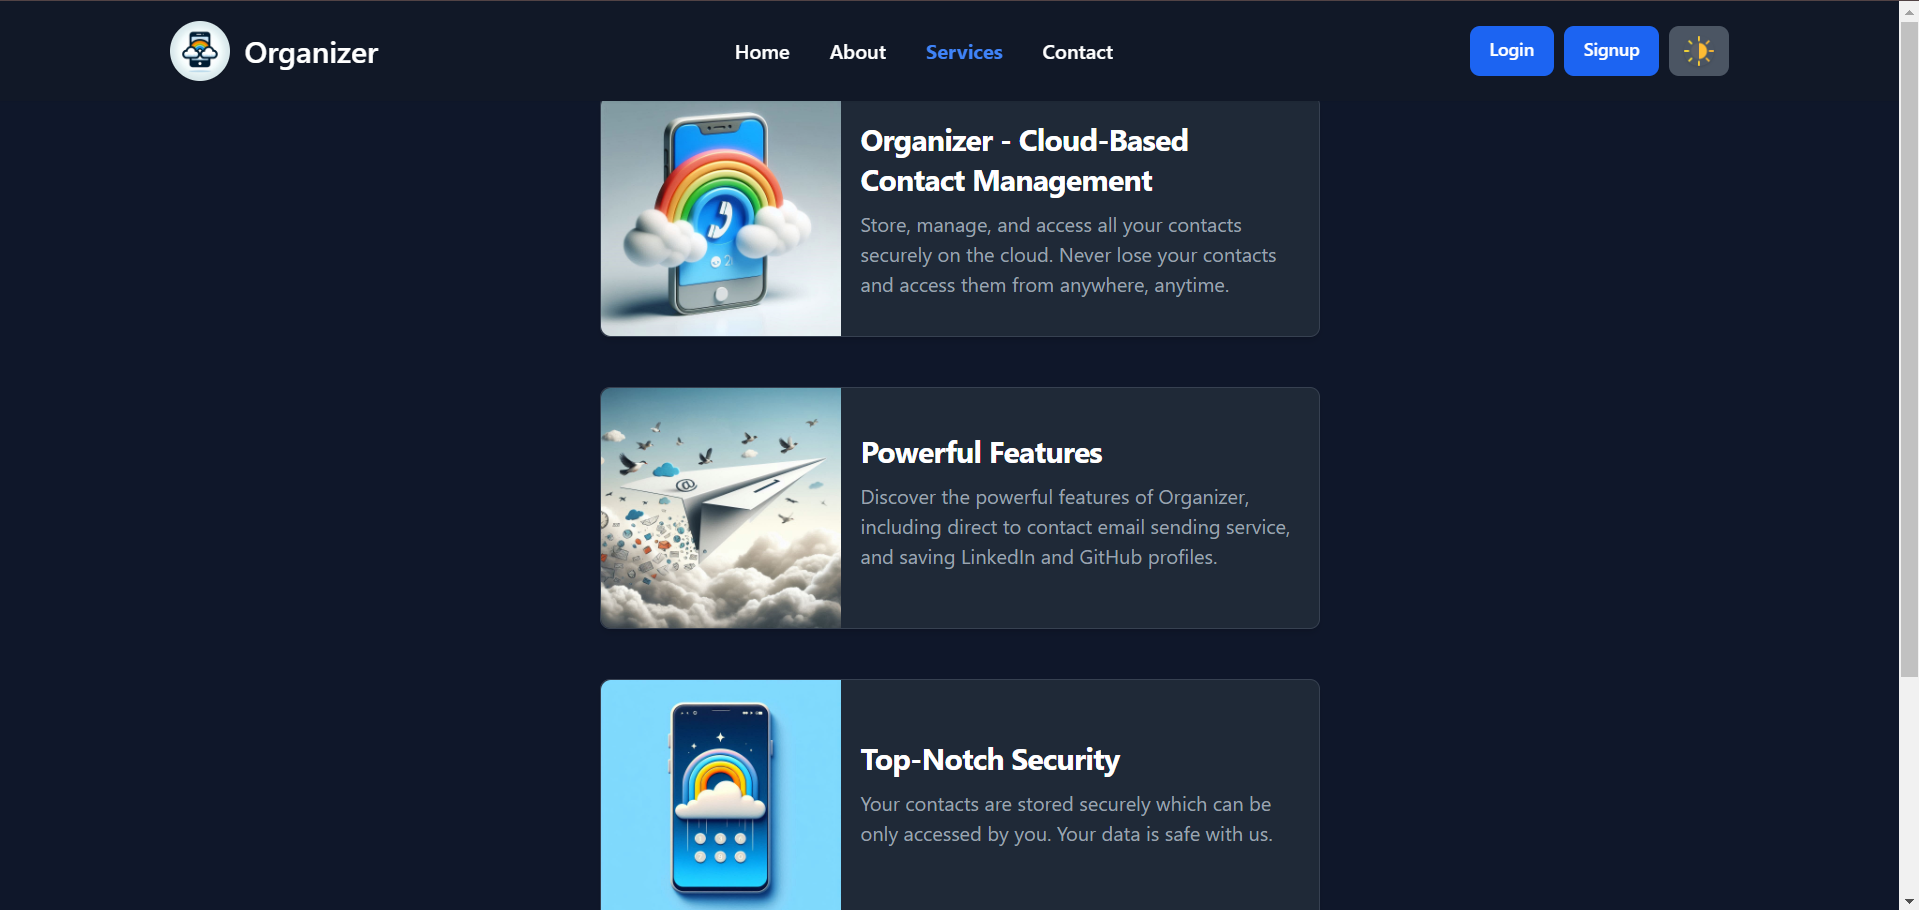 Organizer
Home
About
Services
Contact
Login
Signup
Organizer - Cloud-Based
Contact Management
Store, manage, and access all your contacts
securely on the cloud. Never lose your contacts
and access them from anywhere, anytime.
@
Powerful Features
Discover the powerful features of Organizer,
including direct to contact email sending service,
and saving LinkedIn and GitHub profiles.
Top-Notch Security
Your contacts are stored securely which can be
only accessed by you. Your data is safe with us.